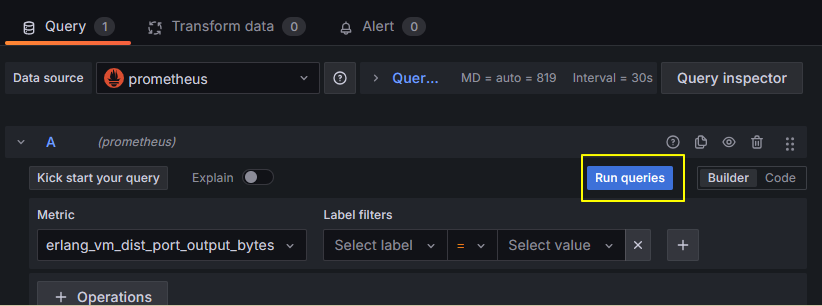 Query 1 Transform data 0 Alert 0
Data source prometheus Quer... MD = auto = 819 Interval = 30s Query inspector
A (prometheus)
Kick start your query Explain Run queries Builder Code
Metric Label filters
erlang_vm_dist_port_output_bytes Select label = Select value × +
+ Operations